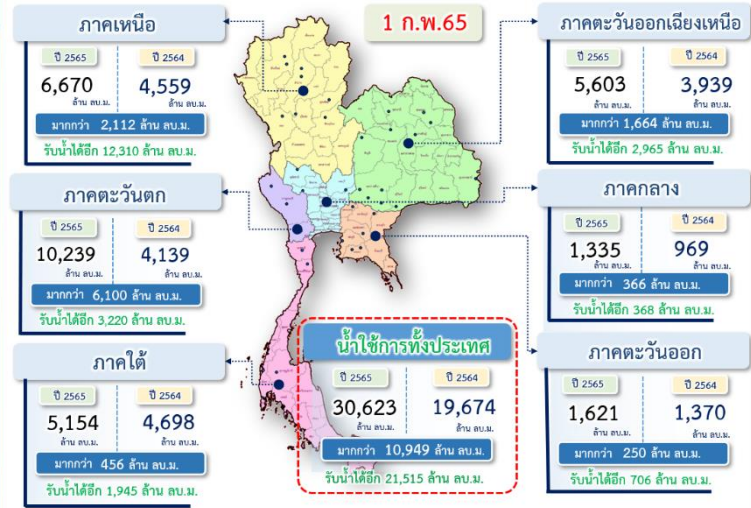 1 ก.พ.65
ภาคเหนือ
ปี 2565 ปี 2564
6,670 4,559
ล้าน ลบ.ม. ล้าน ลบ.ม.
มากกว่า 2,112 ล้าน ลบ.ม.
รับน้ำได้อีก 12,310 ล้าน ลบ.ม.
ภาคตะวันออกเฉียงเหนือ
ปี 2565 ปี 2564
5,603 3,939
ล้าน ลบ.ม. ล้าน ลบ.ม.
มากกว่า 1,664 ล้าน ลบ.ม.
รับน้ำได้อีก 2,965 ล้าน ลบ.ม.
ภาคตะวันตก
ปี 2565 ปี 2564
10,239 4,139
ล้าน ลบ.ม. ล้าน ลบ.ม.
มากกว่า 6,100 ล้าน ลบ.ม.
รับน้ำได้อีก 3,220 ล้าน ลบ.ม.
ภาคกลาง
ปี 2565 ปี 2564
1,335 969
ล้าน ลบ.ม. ล้าน ลบ.ม.
มากกว่า 366 ล้าน ลบ.ม.
รับน้ำได้อีก 368 ล้าน ลบ.ม.
ภาคใต้
ปี 2565 ปี 2564
5,154 4,698
ล้าน ลบ.ม. ล้าน ลบ.ม.
มากกว่า 456 ล้าน ลบ.ม.
รับน้ำได้อีก 1,945 ล้าน ลบ.ม.
น้ำใช้การทั้งประเทศ
ปี 2565 ปี 2564
30,623 19,674
ล้าน ลบ.ม. ล้าน ลบ.ม.
มากกว่า 10,949 ล้าน ลบ.ม.
รับน้ำได้อีก 21,515 ล้าน ลบ.ม.
ภาคตะวันออก
ปี 2565 ปี 2564
1,621 1,370
ล้าน ลบ.ม. ล้าน ลบ.ม.
มากกว่า 250 ล้าน ลบ.ม.
รับน้ำได้อีก 706 ล้าน ลบ.ม.